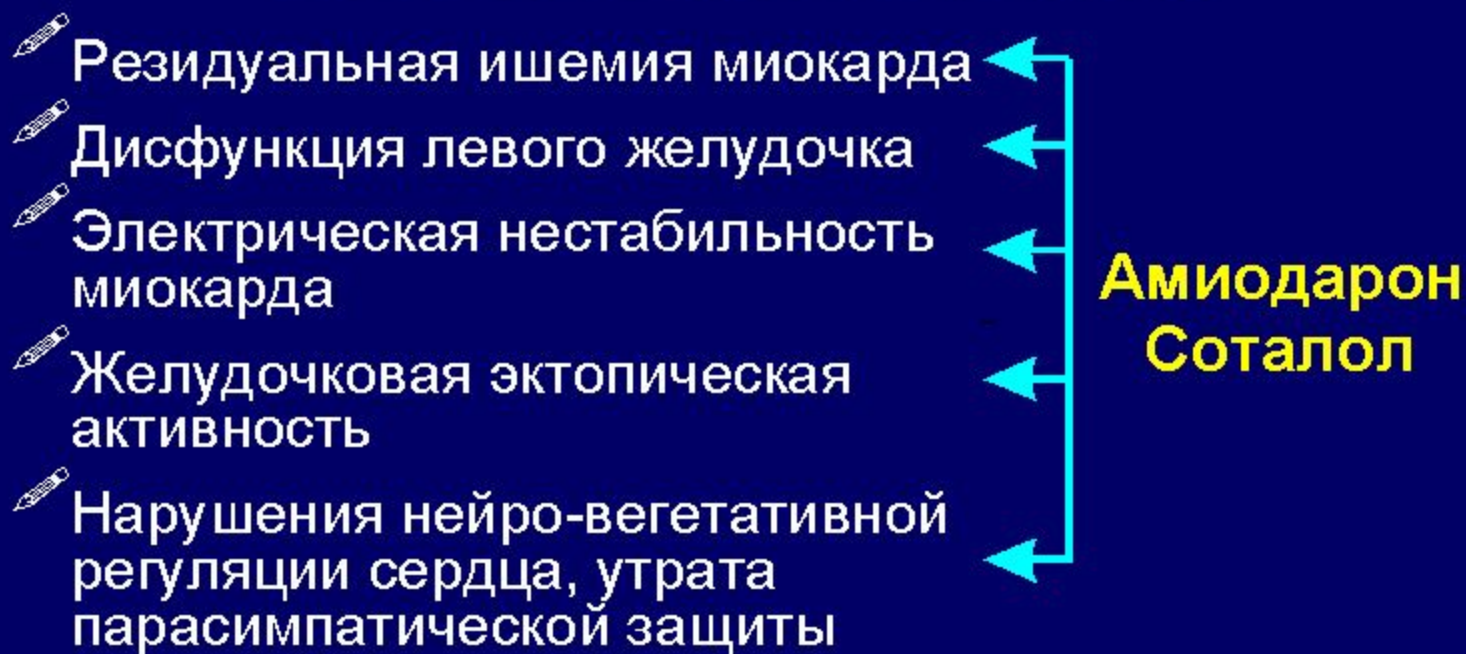 Резидуальная ишемия миокарда
Дисфункция левого желудочка
Электрическая нестабильность
миокарда
Желудочковая эктопическая
активность
Нарушения нейро-вегетативной
регуляции сердца, утрата
парасимпатической защиты
Амиодарон
Соталол